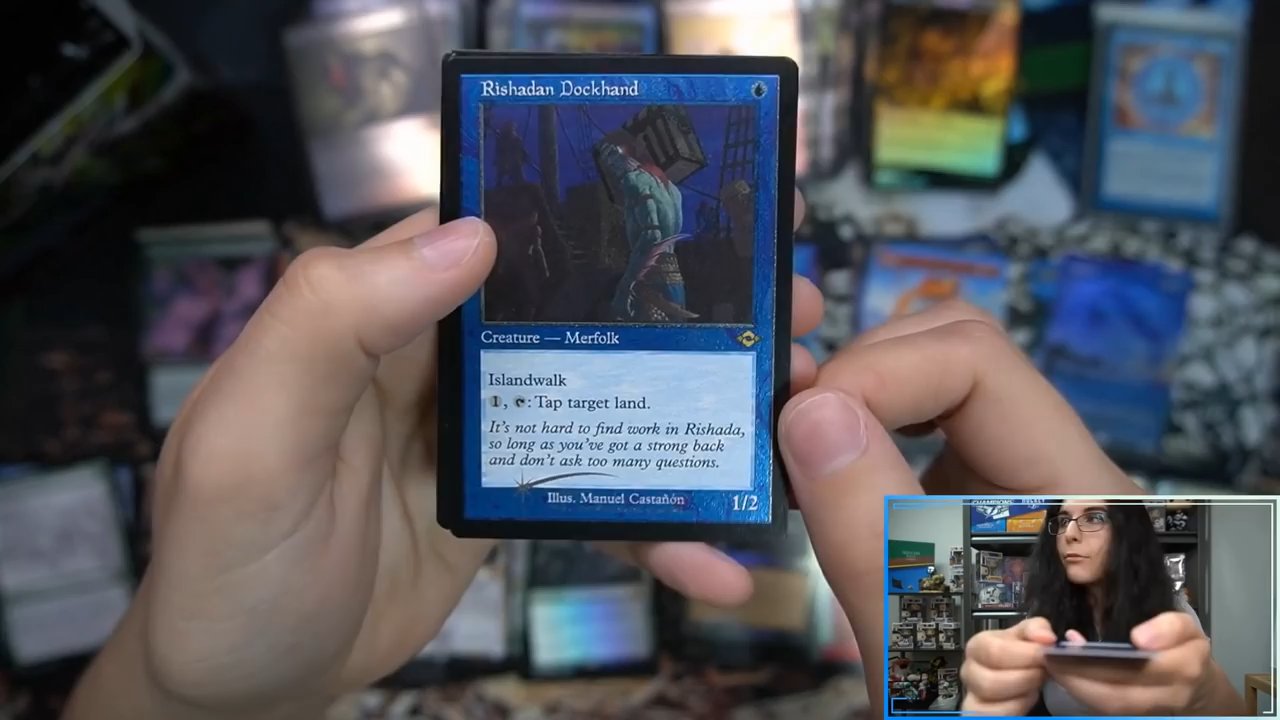 Rishadan Dockhand
Creature — Merfolk
Islandwalk
1, : Tap target land.
It's not hard to find work in Rishada,
so long as you've got a strong back
and don't ask too many questions.
Illus. Manuel Castañón
1/2